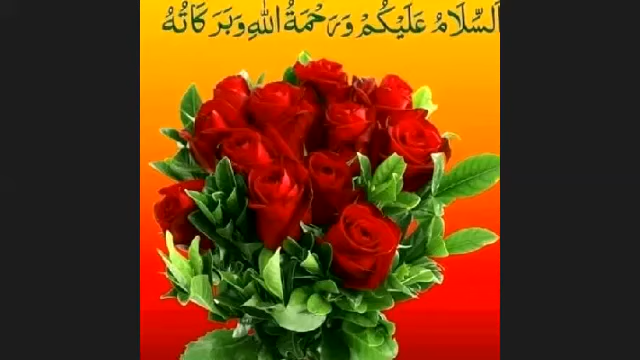 اَلسَّلَامُ عَلَيْكُمْ وَرَحْمَةُ اللهِ وَبَرَكَاتُهُ